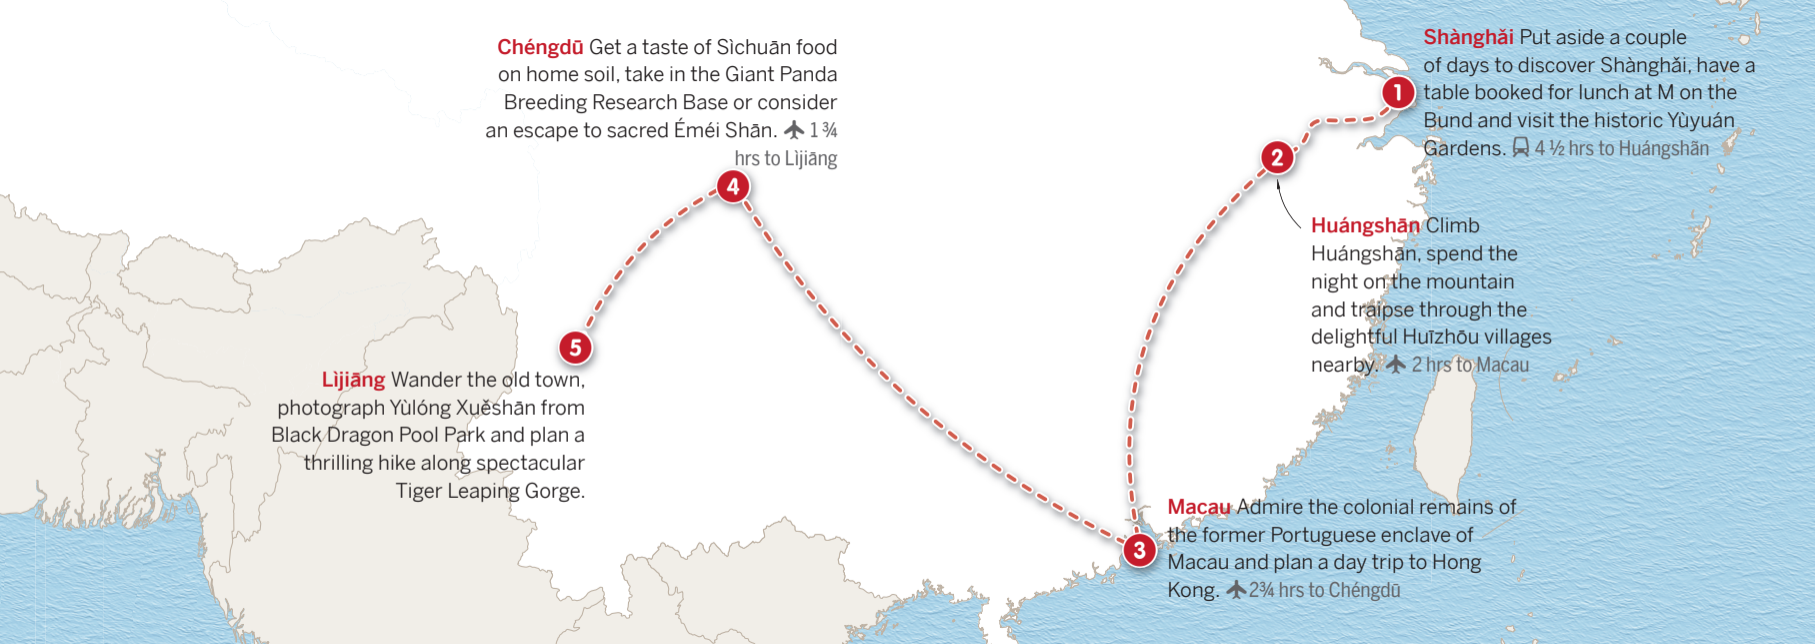 Shànghǎi Put aside a couple
of days to discover Shànghǎi, have a
table booked for lunch at M on the
Bund and visit the historic Yùyuán
Gardens. 4 ½ hrs to Huángshān
1
2
Huángshān Climb
Huángshān, spend the
night on the mountain
and traipse through the
delightful Huīzhōu villages
nearby. 2 hrs to Macau
3
Macau Admire the colonial remains of
the former Portuguese enclave of
Macau and plan a day trip to Hong
Kong. 2¾ hrs to Chéngdū
Chéngdū Get a taste of Sìchuān food
on home soil, take in the Giant Panda
Breeding Research Base or consider
an escape to sacred Éméi Shān. 1 ¾
hrs to Lìjiāng
4
5
Lìjiāng Wander the old town,
photograph Yùlóng Xuěshān from
Black Dragon Pool Park and plan a
thrilling hike along spectacular
Tiger Leaping Gorge.